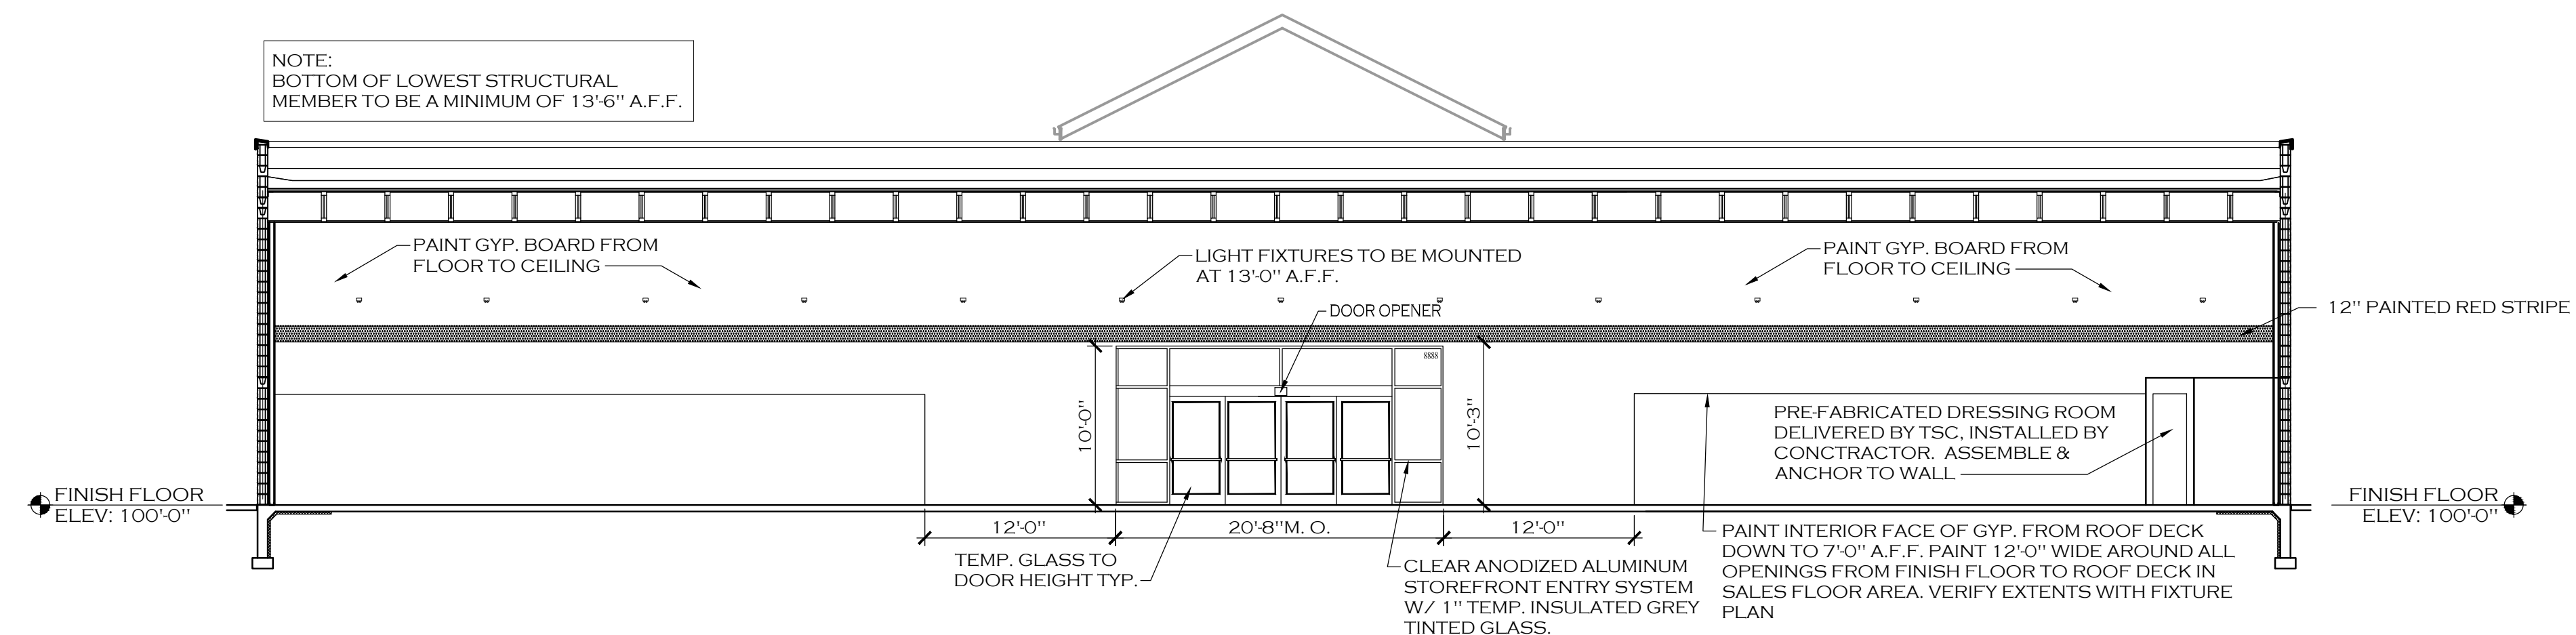 NOTE:
BOTTOM OF LOWEST STRUCTURAL
MEMBER TO BE A MINIMUM OF 13'-6" A.F.F.
PAINT GYP. BOARD FROM
FLOOR TO CEILING
LIGHT FIXTURES TO BE MOUNTED
AT 13'-0" A.F.F.
PAINT GYP. BOARD FROM
FLOOR TO CEILING
DOOR OPENER
12" PAINTED RED STRIPE
8888
10'-0"
10'-3"
PRE-FABRICATED DRESSING ROOM
DELIVERED BY TSC, INSTALLED BY
CONCTRACTOR. ASSEMBLE &
ANCHOR TO WALL
FINISH FLOOR
ELEV: 100'-0"
FINISH FLOOR
ELEV: 100'-0"
12'-0"
20'-8"M. O.
12'-0"
TEMP. GLASS TO
DOOR HEIGHT TYP.
CLEAR ANODIZED ALUMINUM
STOREFRONT ENTRY SYSTEM
W/ 1" TEMP. INSULATED GREY
TINTED GLASS.
PAINT INTERIOR FACE OF GYP. FROM ROOF DECK
DOWN TO 7'-0" A.F.F. PAINT 12'-0" WIDE AROUND ALL
OPENINGS FROM FINISH FLOOR TO ROOF DECK IN
SALES FLOOR AREA. VERIFY EXTENTS WITH FIXTURE
PLAN